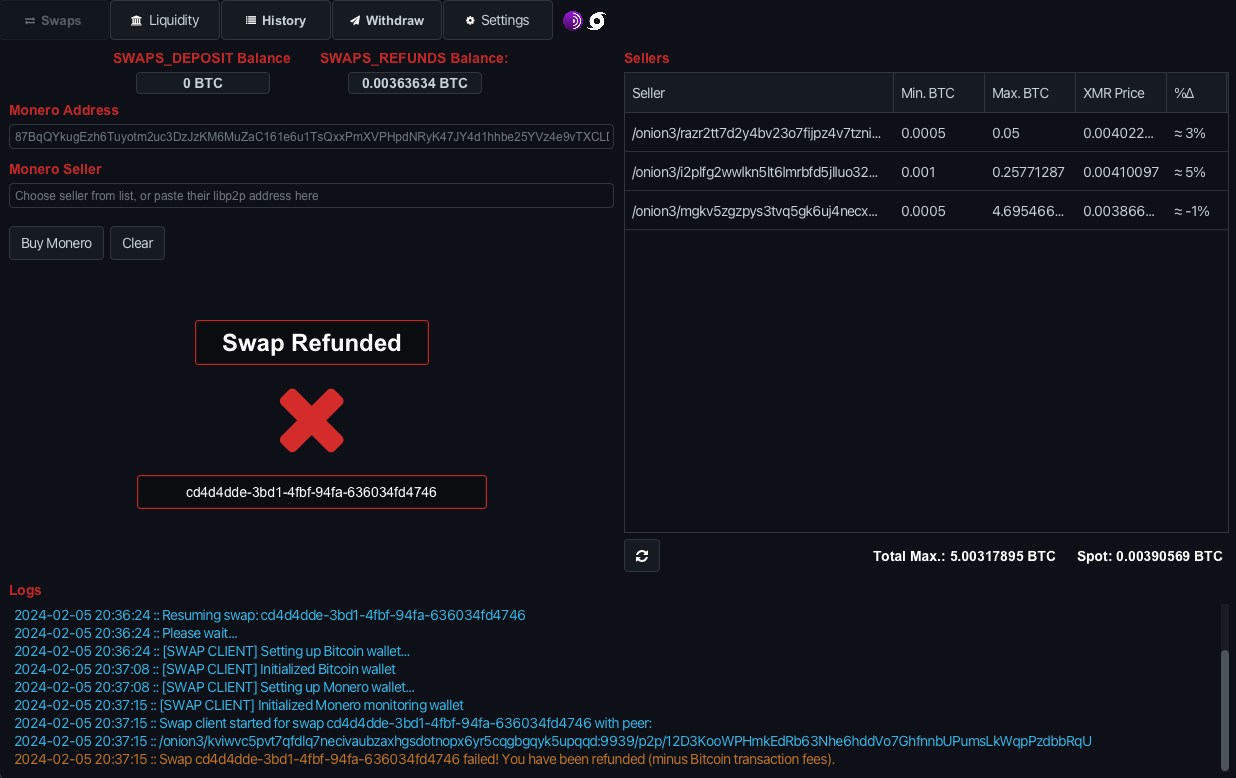 Swaps Liquidity History Withdraw Settings
SWAPS_DEPOSIT Balance SWAPS_REFUNDS Balance:
0 BTC 0.00363634 BTC
Monero Address
87BqQYkugEzh6Tuyotm2uc3DzJzKM6MuZaC161e6u1TsQxxPmXVPHpdNRyK47JY4d1hhbe25YVz4e9vTXCLD
Monero Seller
Choose seller from list, or paste their libp2p address here
Buy Monero Clear
Swap Refunded
cd4d4dde-3bd1-4fbf-94fa-636034fd4746
Sellers
Seller Min. BTC Max. BTC XMR Price %Δ
/onion3/razr2tt7d2y4bv23o7fijpz4v7tzni... 0.0005 0.05 0.004022... ≈ 3%
/onion3/i2plfg2wwlkn5lt6lmrbfd5jlluo32... 0.001 0.25771287 0.00410097 ≈ 5%
/onion3/mgkv5zgzpys3tvq5gk6uj4necx... 0.0005 4.695466... 0.003866... ≈ -1%
Total Max.: 5.00317895 BTC Spot: 0.00390569 BTC
Logs
2024-02-05 20:36:24 :: Resuming swap: cd4d4dde-3bd1-4fbf-94fa-636034fd4746
2024-02-05 20:36:24 :: Please wait...
2024-02-05 20:36:24 :: [SWAP CLIENT] Setting up Bitcoin wallet...
2024-02-05 20:37:08 :: [SWAP CLIENT] Initialized Bitcoin wallet
2024-02-05 20:37:08 :: [SWAP CLIENT] Setting up Monero wallet...
2024-02-05 20:37:15 :: [SWAP CLIENT] Initialized Monero monitoring wallet
2024-02-05 20:37:15 :: Swap client started for swap cd4d4dde-3bd1-4fbf-94fa-636034fd4746 with peer:
2024-02-05 20:37:15 :: /onion3/kviwvc5pvt7qfdlq7necivaubzaxhgsdotnopx6yr5cqgbgqyk5upqqd:9939/p2p/12D3KooWPHmkEdRb63Nhe6hddVo7GhfnnbUPumsLkWqpPzdbbRqU
2024-02-05 20:37:15 :: Swap cd4d4dde-3bd1-4fbf-94fa-636034fd4746 failed! You have been refunded (minus Bitcoin transaction fees).